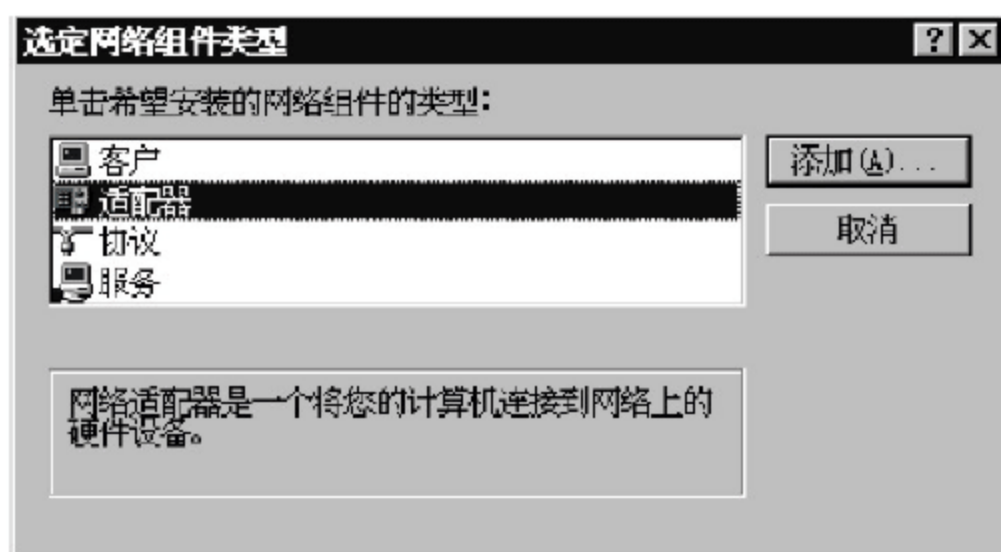 选定网络组件类型
单击希望安装的网络组件的类型：
客户
适配器
协议
服务
添加(A)...
取消
网络适配器是一个将您的计算机连接到网络上的
硬件设备。